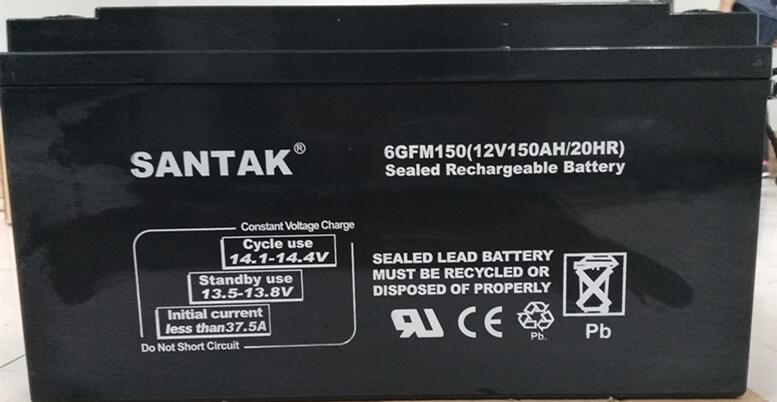 SANTAK®
6GFM150(12V150AH/20HR)
Sealed Rechargeable Battery
Constant Voltage Charge
Cycle use
14.1-14.4V
Standby use
13.5-13.8V
Initial current
less than37.5A
Do Not Short Circuit
SEALED LEAD BATTERY
MUST BE RECYCLED OR
DISPOSED OF PROPERLY
RU
CE
Pb.
Pb